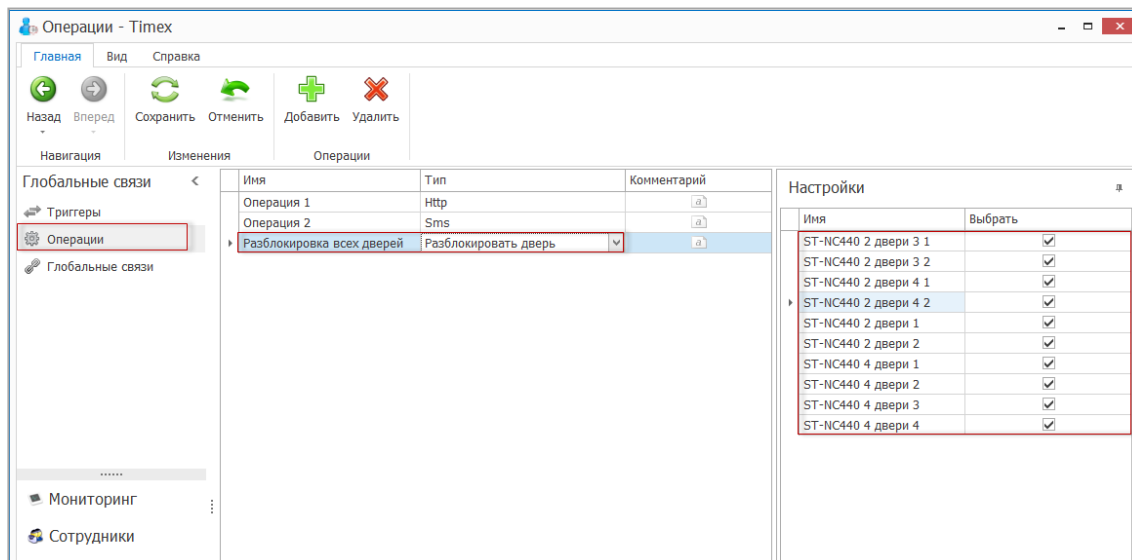 Операции - Timex
Главная Вид Справка
Назад Вперед Сохранить Отменить Добавить Удалить
Навигация Изменения Операции
Глобальные связи
Триггеры
Операции
Глобальные связи
Мониторинг
Сотрудники
Имя Тип Комментарий
Операция 1 Http
Операция 2 Sms
Разблокировка всех дверей Разблокировать дверь
Настройки
Имя Выбрать
ST-NC440 2 двери 3 1
ST-NC440 2 двери 3 2
ST-NC440 2 двери 4 1
ST-NC440 2 двери 4 2
ST-NC440 2 двери 1
ST-NC440 2 двери 2
ST-NC440 4 двери 1
ST-NC440 4 двери 2
ST-NC440 4 двери 3
ST-NC440 4 двери 4